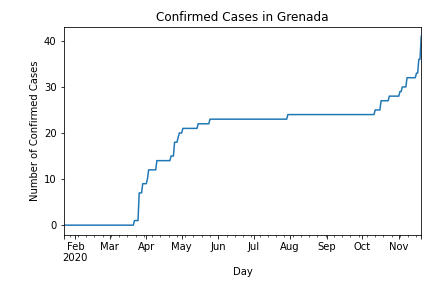 Confirmed Cases in Grenada
Number of Confirmed Cases
40
30
20
10
0
Feb Mar Apr May Jun Jul Aug Sep Oct Nov
2020
Day